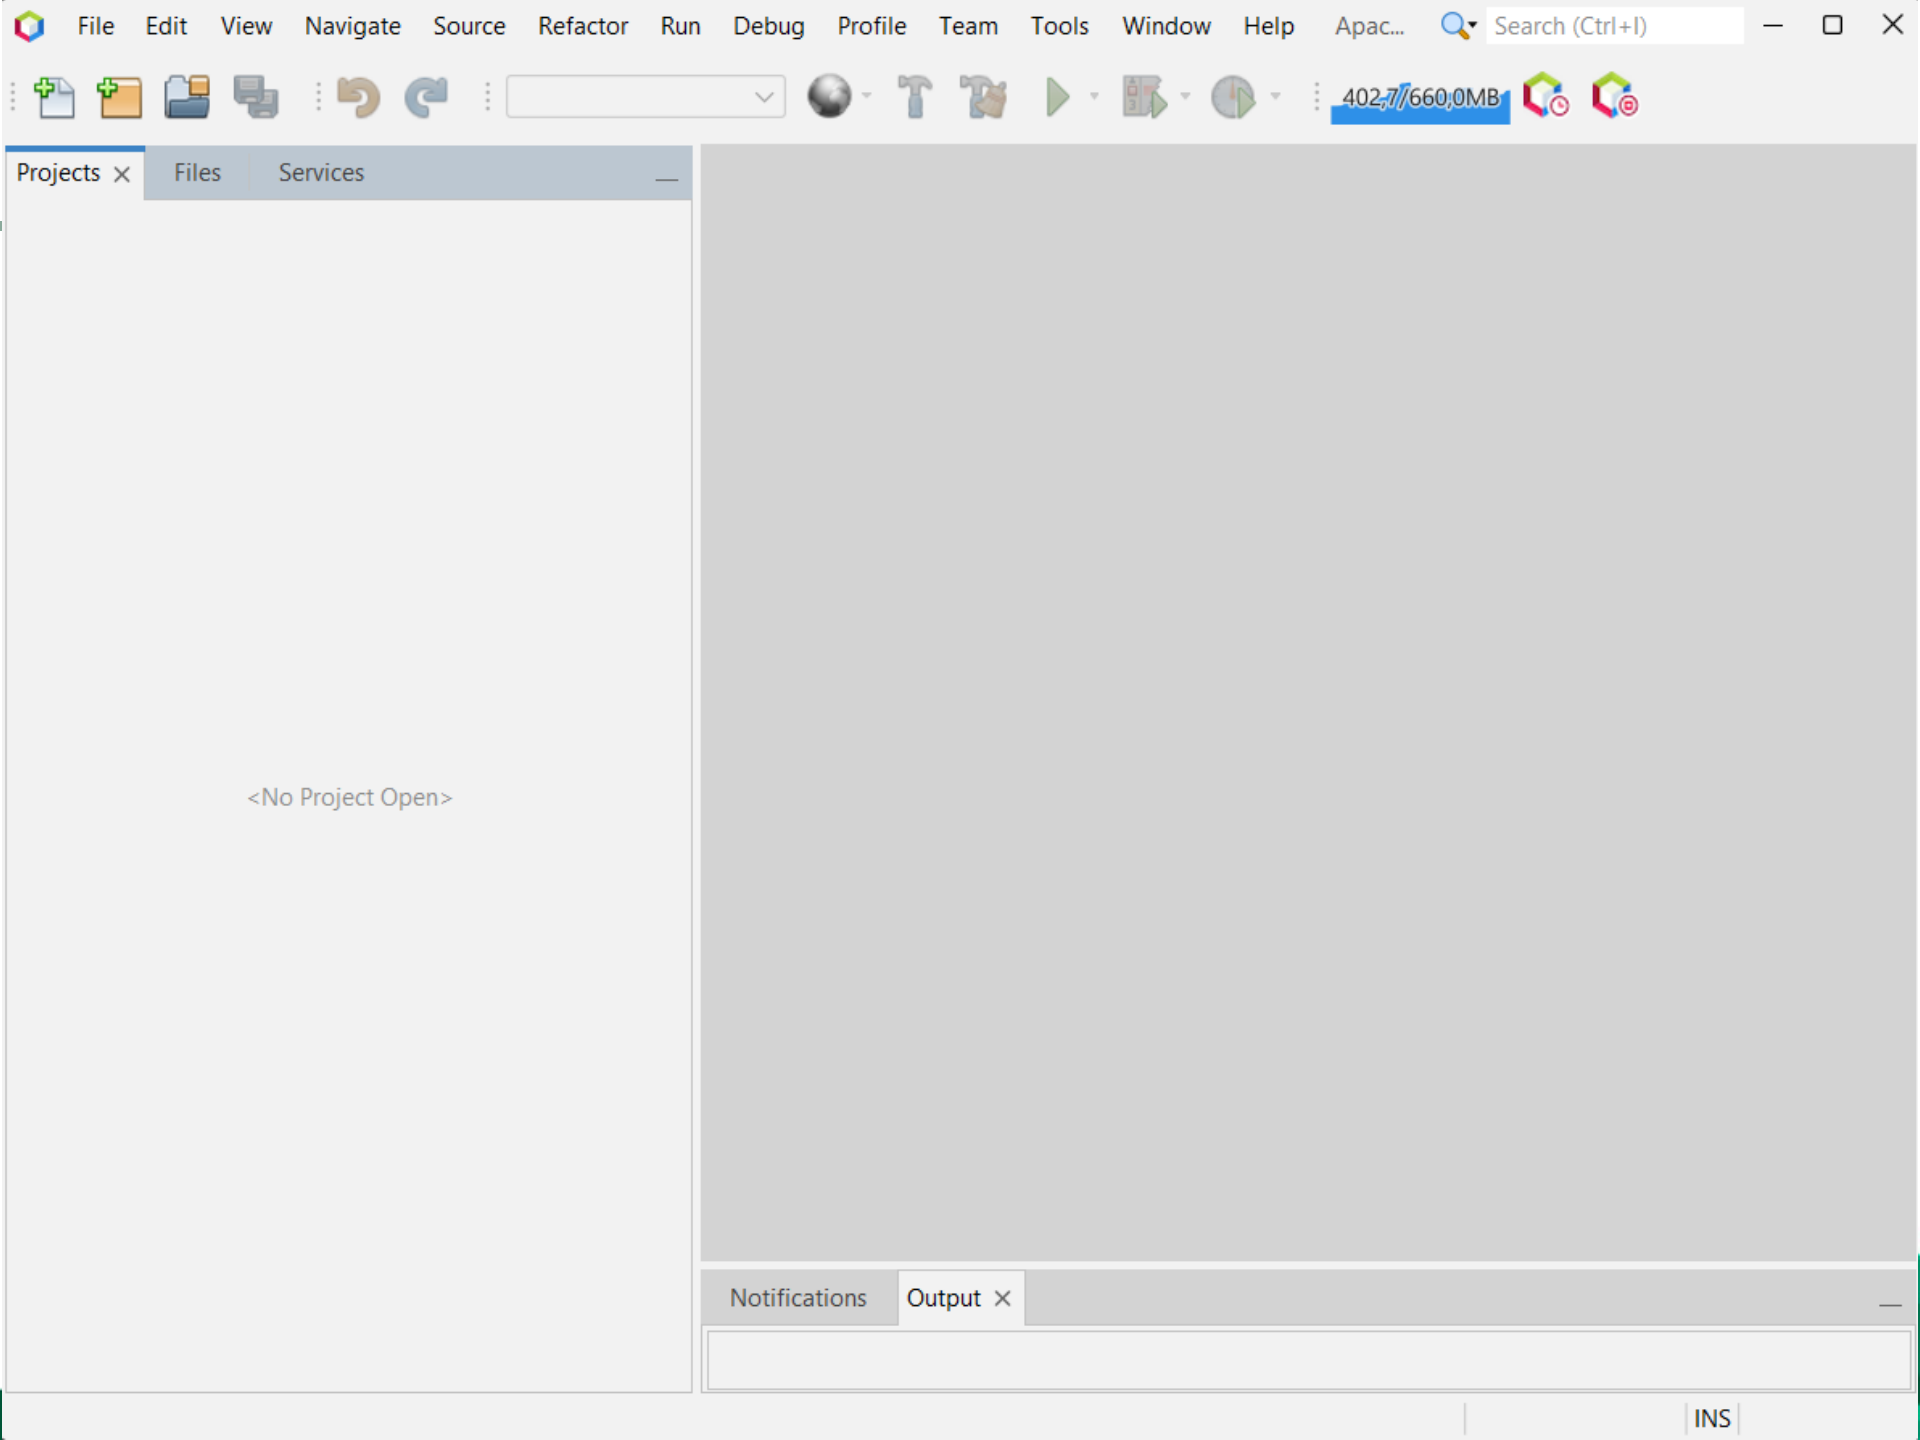 File Edit View Navigate Source Refactor Run Debug Profile Team Tools Window Help Apac... Search (Ctrl+I)
402,7/660,0MB
Projects Files Services
<No Project Open>
Notifications Output
INS